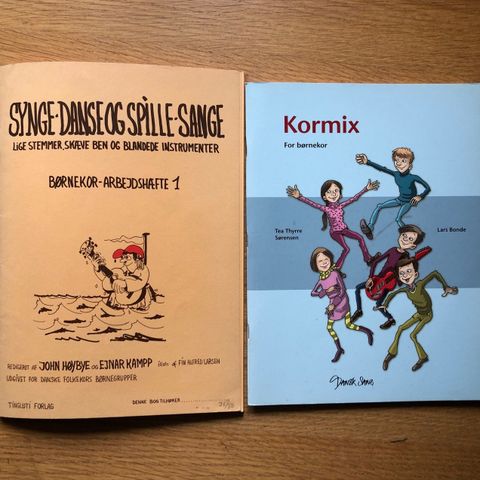 SYNGE-DANSE OG SPILLE-SANGE
LIGE STEMMER, SKÆVE BEN OG BLANDEDE INSTRUMENTER
BØRNEKOR-ARBEJDSHÆFTE 1
REDIGERET AF JOHN HØYBYE OG EJNAR KAMPP
UDGIVET FOR DANSKE FOLKEKORS BØRNEGRUPPER
TINGLUTI FORLAG
DENNE BOG TILHØRER
Kormix
For børnekor
Tea Thyrre
Sørensen
Lars Bonde
Dansk Sang